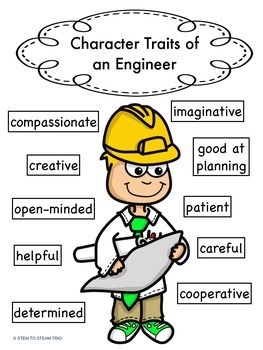 Character Traits of
an Engineer
compassionate
imaginative
creative
good at
planning
open-minded
patient
helpful
careful
determined
cooperative
© STEM TO STEAM TRIO